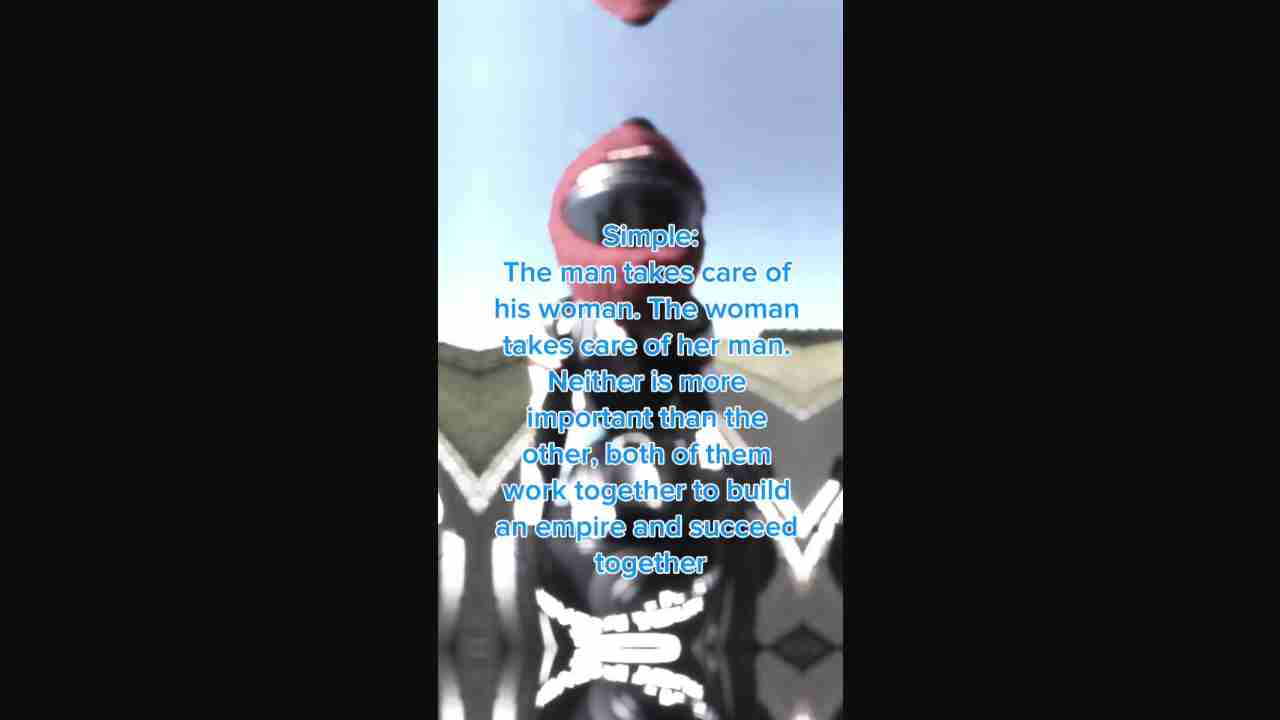 Simple:
The man takes care of
his woman. The woman
takes care of her man.
Neither is more
important than the
other, both of them
work together to build
an empire and succeed
together